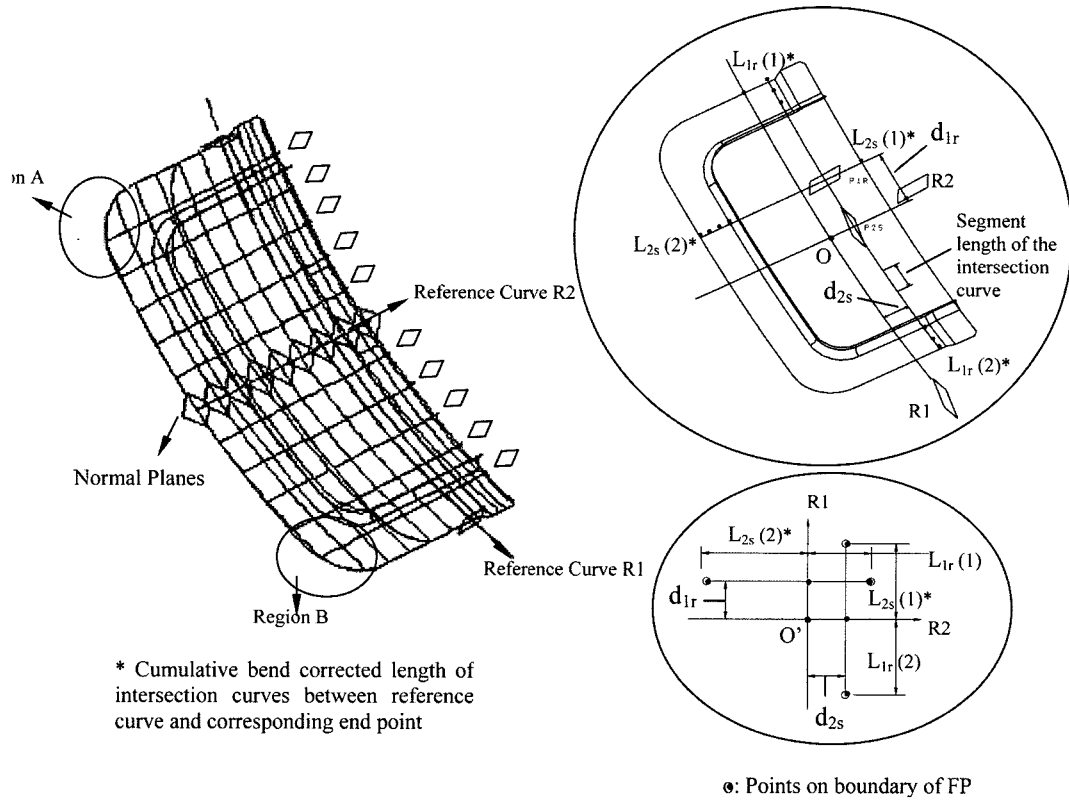 on A
Reference Curve R2
Normal Planes
Reference Curve R1
Region B
* Cumulative bend corrected length of
intersection curves between reference
curve and corresponding end point
L1r (1)*
L2s (1)*
d1r
R2
P1R
P2S
L2s (2)*
O
Segment
length of the
intersection
curve
d2s
L1r (2)*
R1
R1
L2s (2)*
L1r (1)
L2s (1)*
d1r
O'
R2
L1r (2)
d2s
: Points on boundary of FP